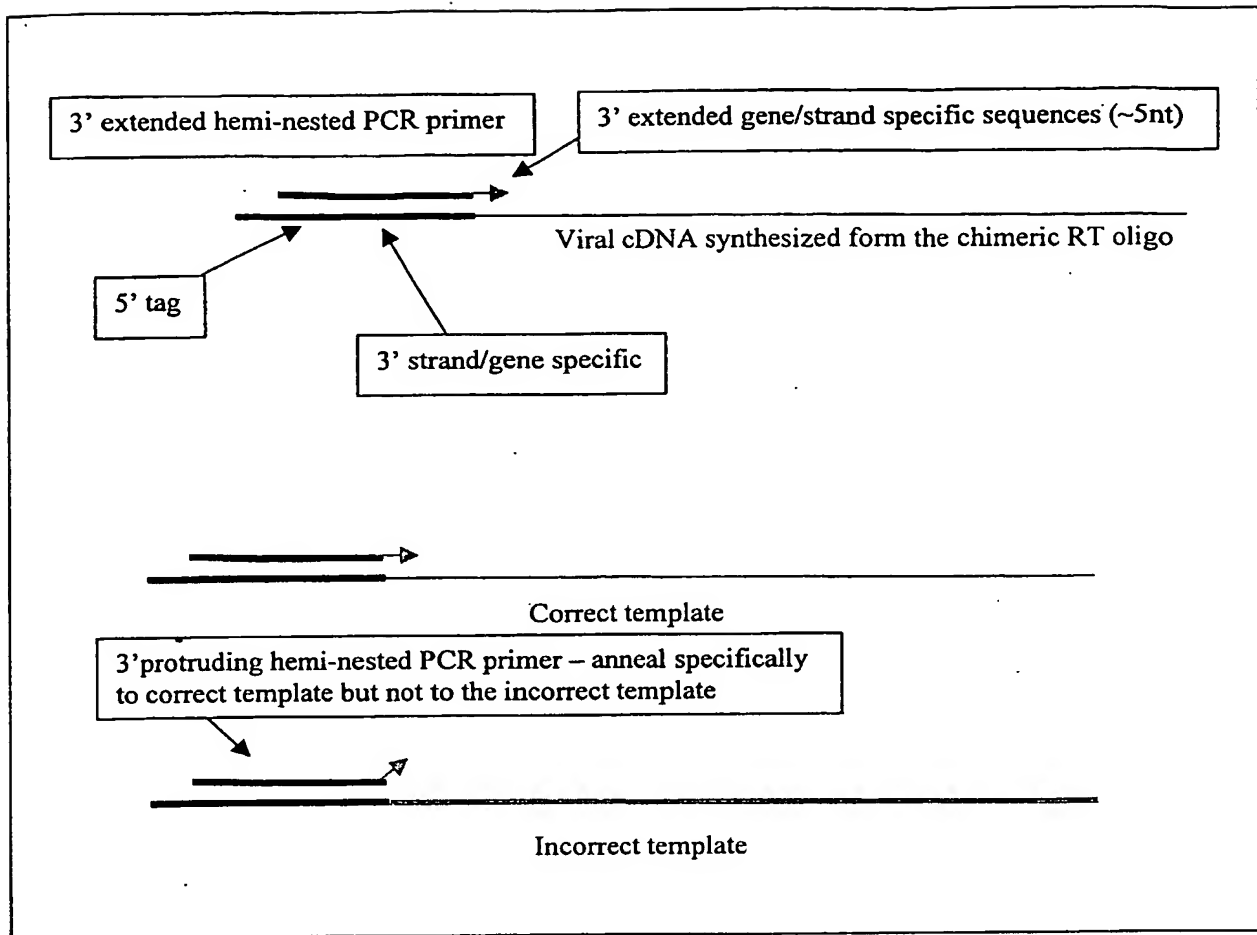 3' extended hemi-nested PCR primer
3' extended gene/strand specific sequences (~5nt)
Viral cDNA synthesized form the chimeric RT oligo
5' tag
3' strand/gene specific
Correct template
3'protruding hemi-nested PCR primer – anneal specifically
to correct template but not to the incorrect template
Incorrect template